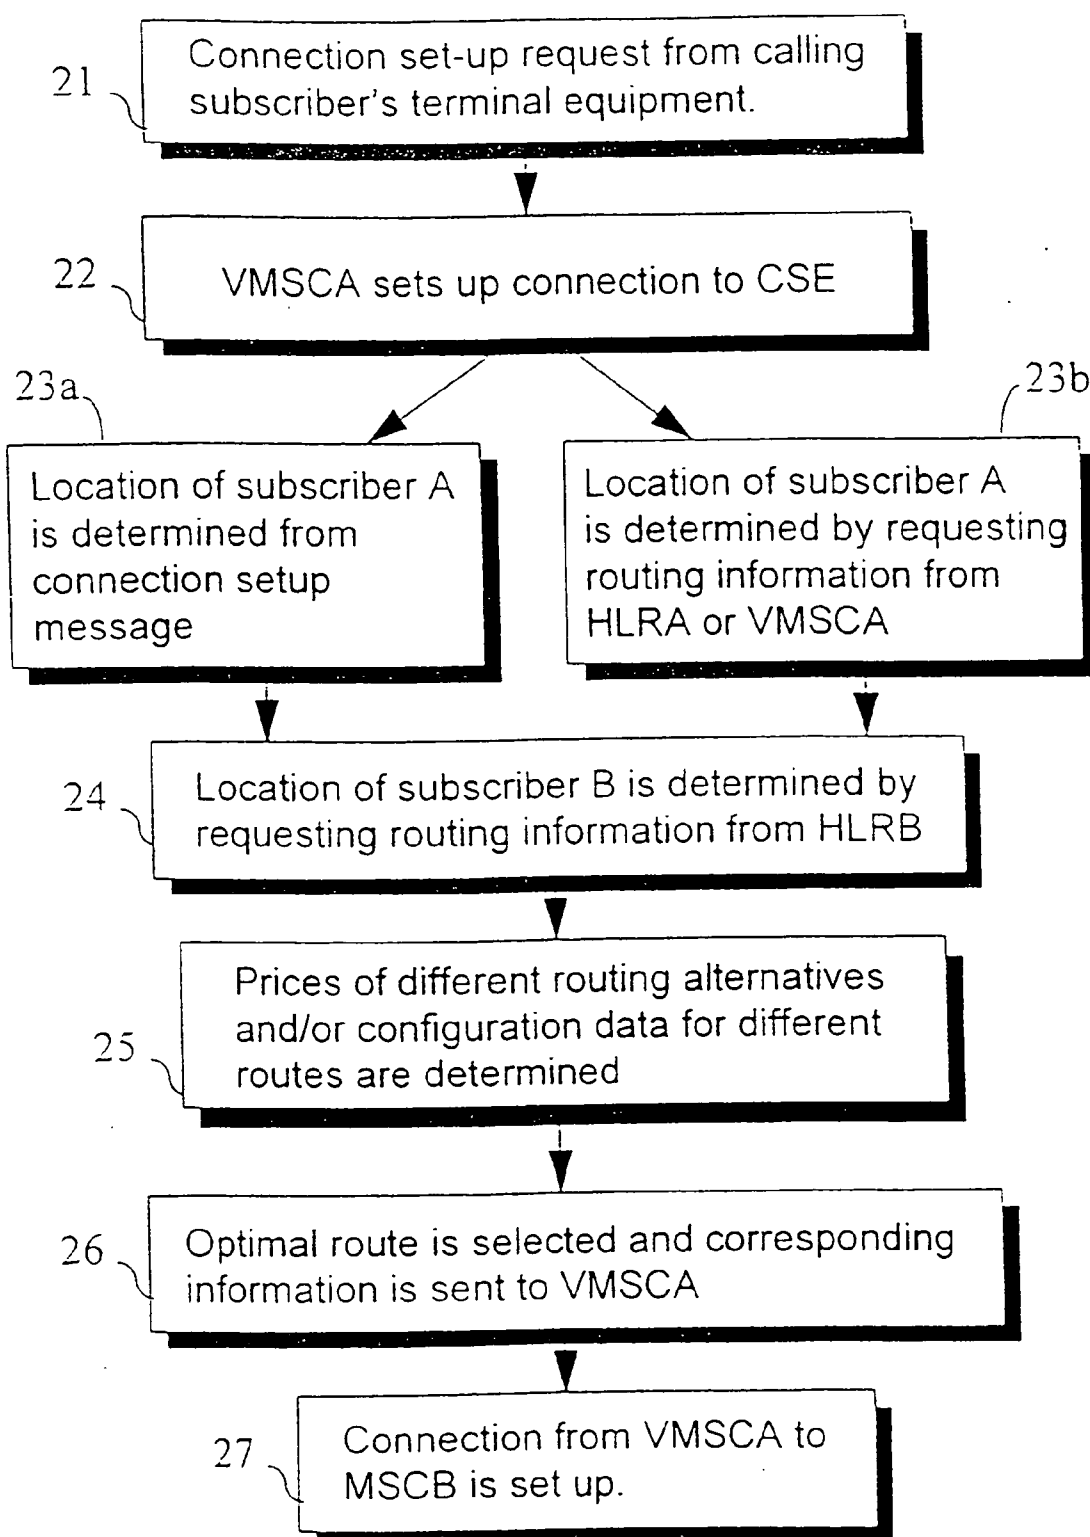 21
Connection set-up request from calling
subscriber's terminal equipment.
22
VMSCA sets up connection to CSE
23a
Location of subscriber A
is determined from
connection setup
message
23b
Location of subscriber A
is determined by requesting
routing information from
HLRA or VMSCA
24
Location of subscriber B is determined by
requesting routing information from HLRB
25
Prices of different routing alternatives
and/or configuration data for different
routes are determined
26
Optimal route is selected and corresponding
information is sent to VMSCA
27
Connection from VMSCA to
MSCB is set up.